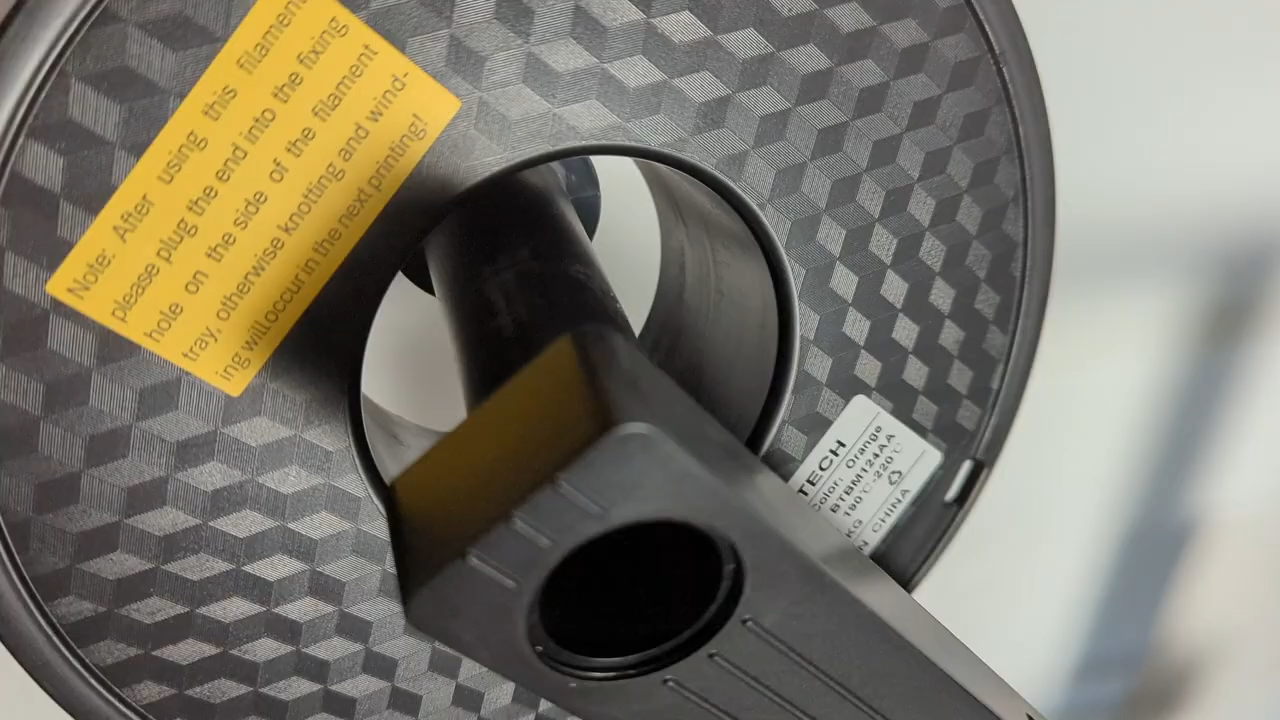 Note: After using this filament
please plug the end into the fixing
hole on the side of the filament
tray, otherwise knotting and wind-
ing will occur in the next printing!
TECH
Color: Orange
BTBM124AA
190℃-220℃
KG
CHINA